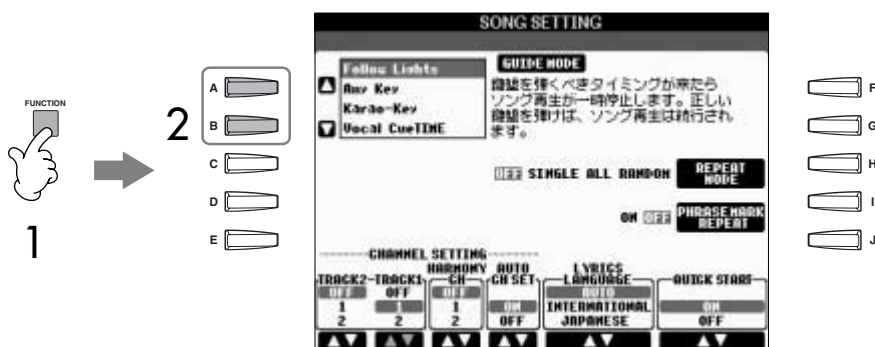 SONG SETTING
FUNCTION
1
2
A
B
C
D
E
Follow Lights
Any Key
Karao-Key
Vocal CueTIME
GUIDE MODE
鍵盤を弾くべきタイミングが来たら
ソング再生が一時停止します。正しい
鍵盤を弾けば、ソング再生は続行され
ます。
OFF SINGLE ALL RANDOM
REPEAT
MODE
ON OFF
PHRASE MARK
REPEAT
CHANNEL SETTING
TRACK2 TRACK1
HARMONY
CH
AUTO
CH SET
LYRICS
LANGUAGE
QUICK START
OFF OFF OFF AUTO
1 1 1 ON INTERNATIONAL ON
2 2 2 OFF JAPANESE OFF
F
G
H
I
J